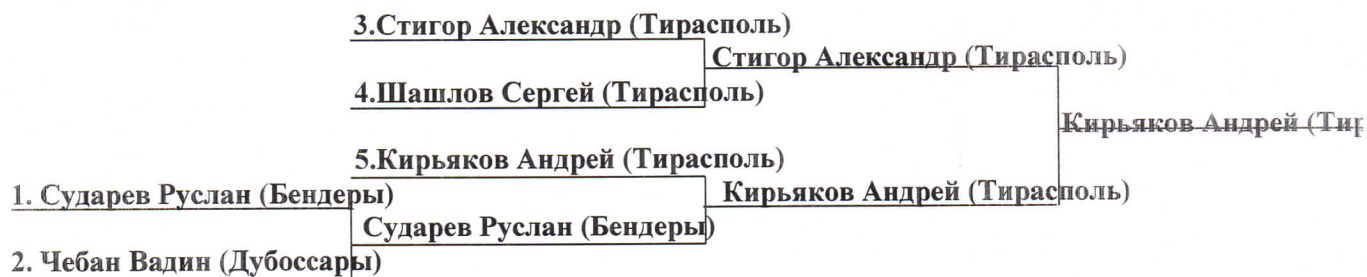 3.Стигор Александр (Тирасполь)
Стигор Александр (Тирасполь)
4.Шашлов Сергей (Тирасполь)
Кирьяков Андрей (Тир
5.Кирьяков Андрей (Тирасполь)
1. Сударев Руслан (Бендеры)
Кирьяков Андрей (Тирасполь)
Сударев Руслан (Бендеры)
2. Чебан Вадин (Дубоссары)